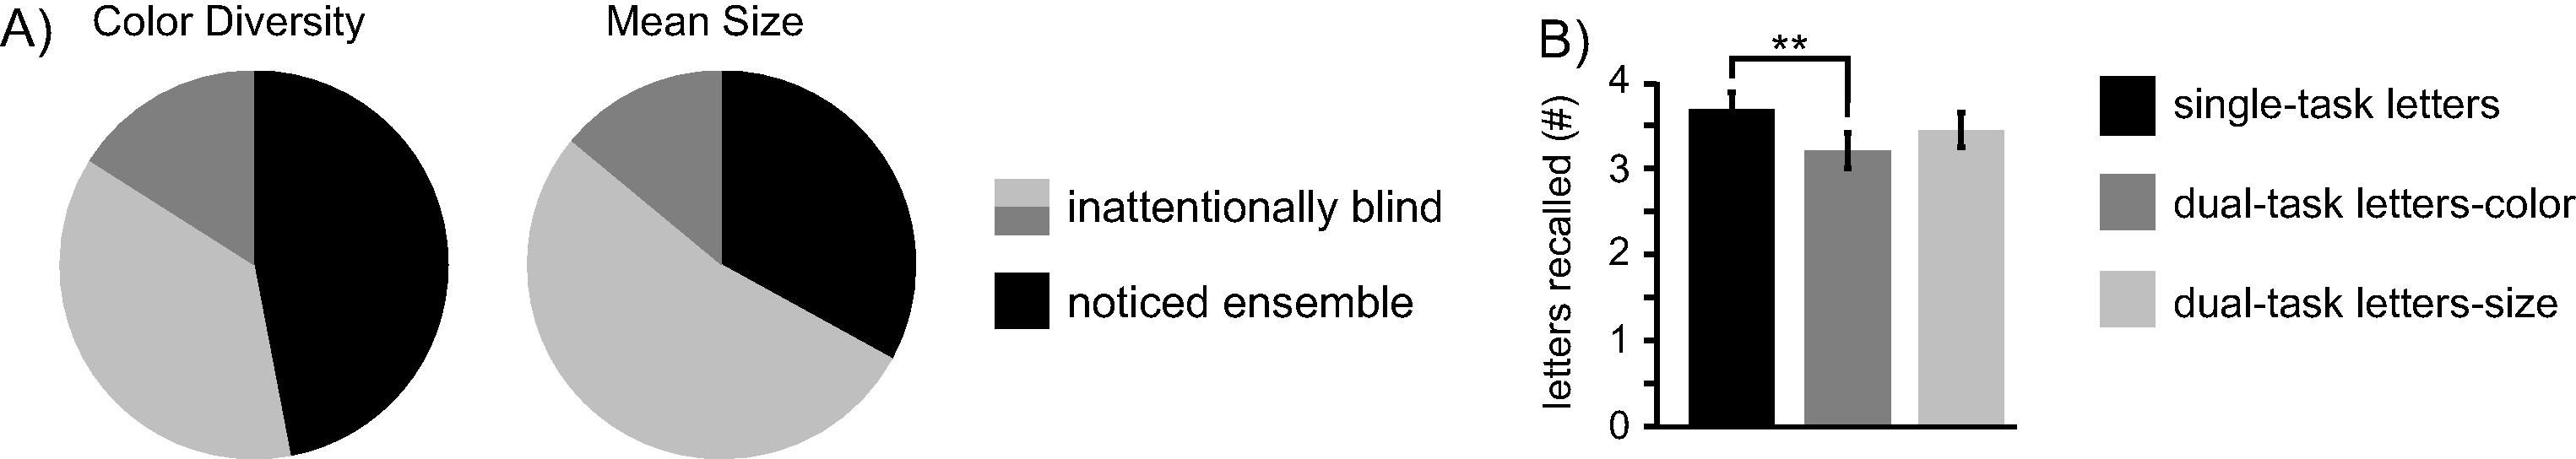 A)
Color Diversity
Mean Size
inattentionally blind
noticed ensemble
B)
**
letters recalled (#)
4
3
2
1
0
single-task letters
dual-task letters-color
dual-task letters-size